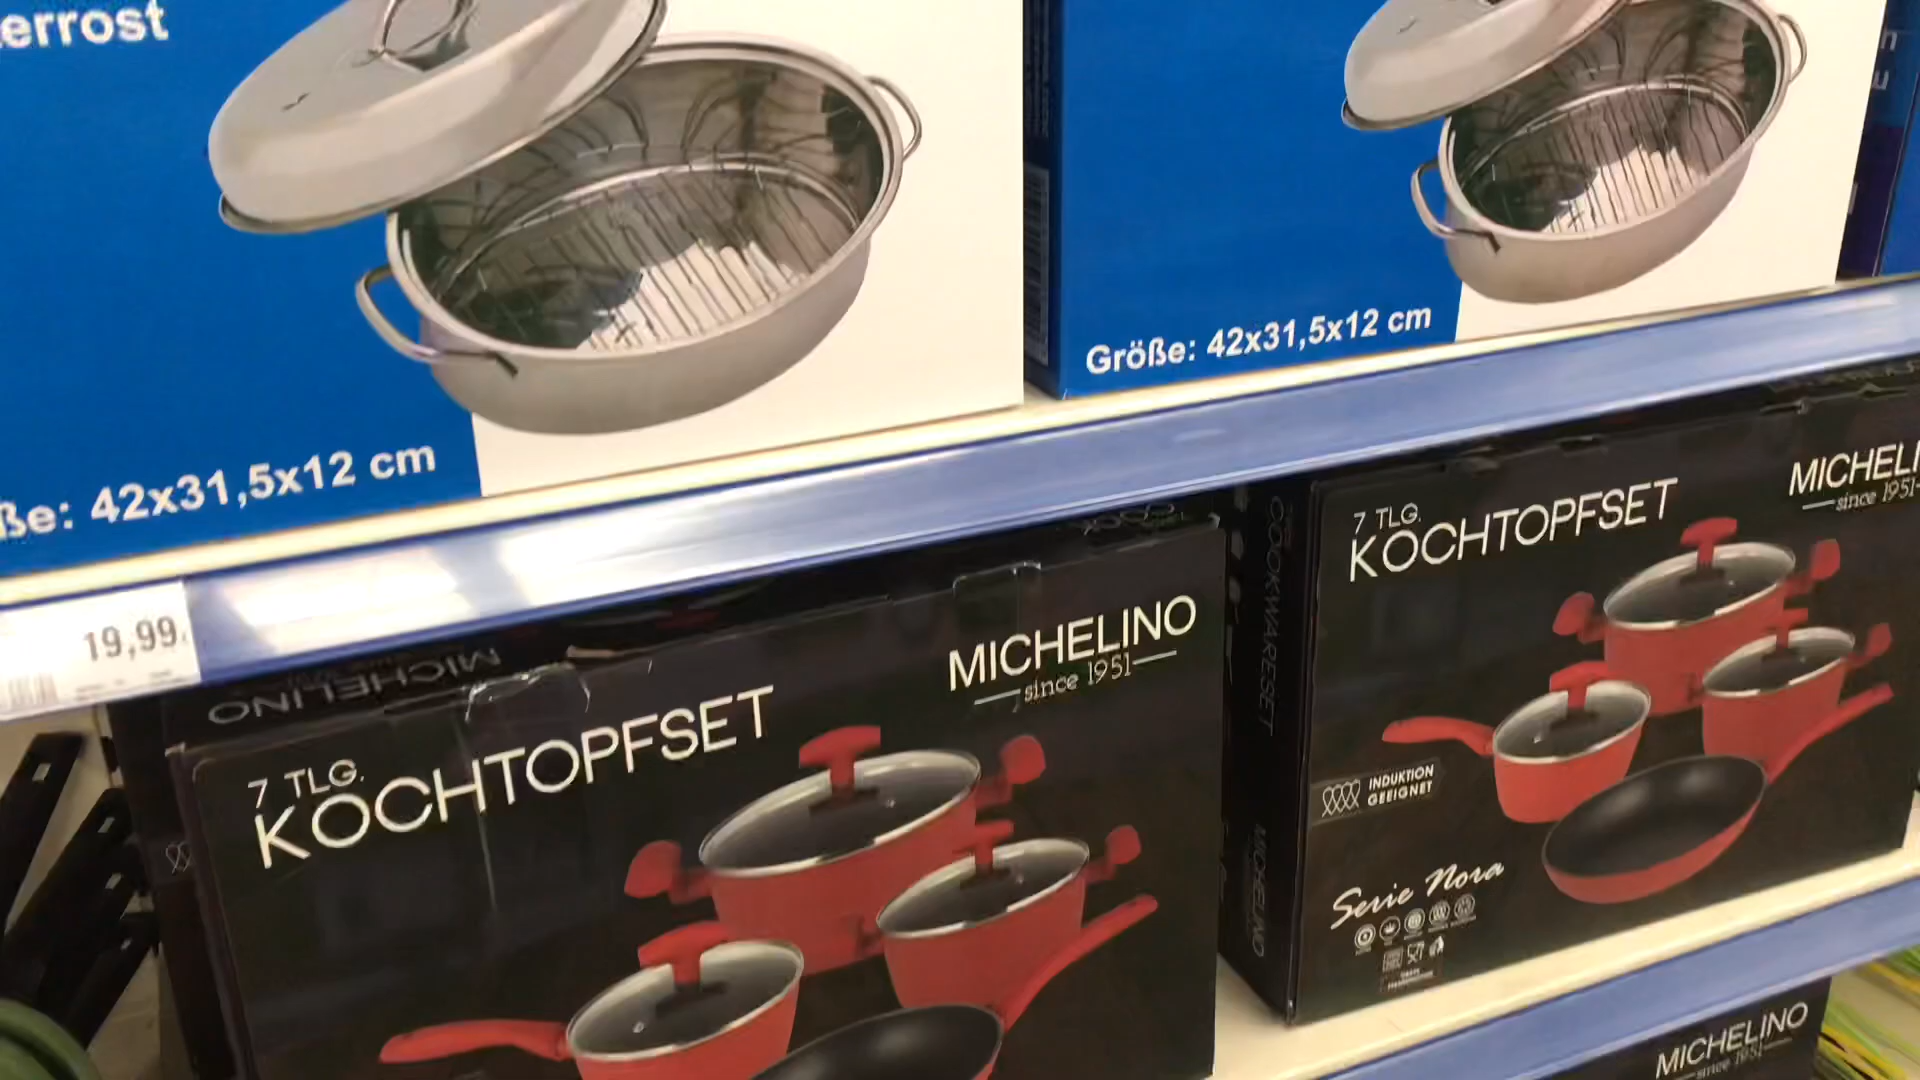 errost
ße: 42x31,5x12 cm
Größe: 42x31,5x12 cm
19,99
MICHELINO
7 TLG.
KOCHTOPFSET
MICHELINO
since 1951
COOKWARESET
MICHELINO
7 TLG.
KOCHTOPFSET
MICHELI
since 1951
INDUKTION
GEEIGNET
Serie Nora
MICHELINO
since 1951